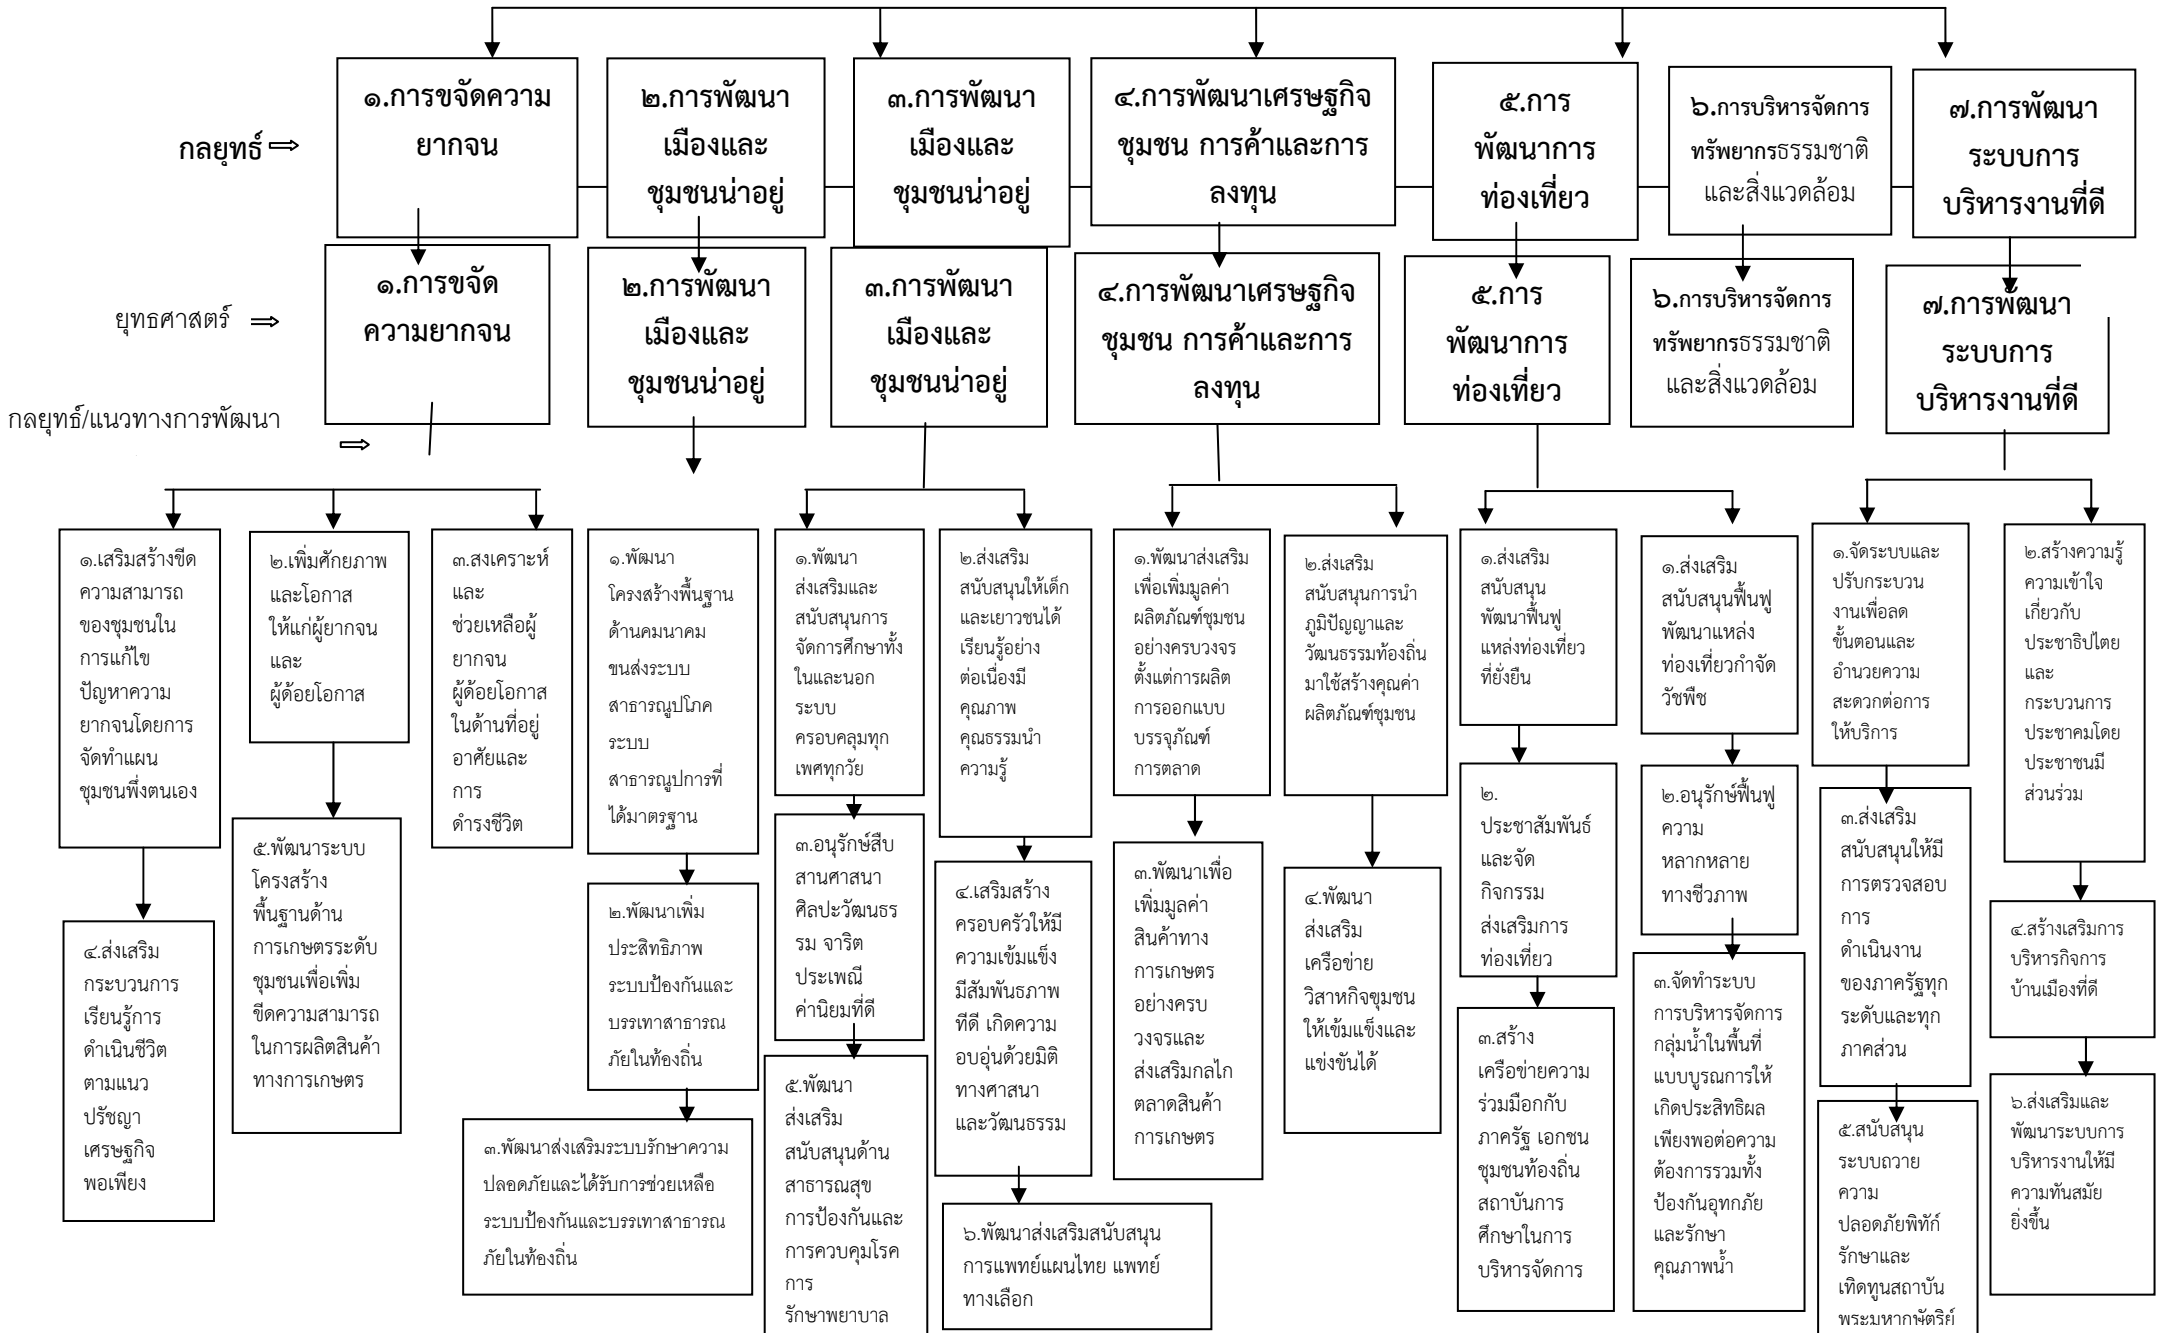 กลยุทธ์ ⇒
๑.การขจัดความ
ยากจน
๒.การพัฒนา
เมืองและ
ชุมชนน่าอยู่
๓.การพัฒนา
เมืองและ
ชุมชนน่าอยู่
๔.การพัฒนาเศรษฐกิจ
ชุมชน การค้าและการ
ลงทุน
๕.การ
พัฒนาการ
ท่องเที่ยว
๖.การบริหารจัดการ
ทรัพยากรธรรมชาติ
และสิ่งแวดล้อม
๗.การพัฒนา
ระบบการ
บริหารงานที่ดี
ยุทธศาสตร์ ⇒
๑.การขจัด
ความยากจน
๒.การพัฒนา
เมืองและ
ชุมชนน่าอยู่
๓.การพัฒนา
เมืองและ
ชุมชนน่าอยู่
๔.การพัฒนาเศรษฐกิจ
ชุมชน การค้าและการ
ลงทุน
๕.การ
พัฒนาการ
ท่องเที่ยว
๖.การบริหารจัดการ
ทรัพยากรธรรมชาติ
และสิ่งแวดล้อม
๗.การพัฒนา
ระบบการ
บริหารงานที่ดี
กลยุทธ์/แนวทางการพัฒนา
⇒
๑.เสริมสร้างขีด
ความสามารถ
ของชุมชนใน
การแก้ไข
ปัญหาความ
ยากจนโดยการ
จัดทำแผน
ชุมชนพึ่งตนเอง
๒.เพิ่มศักยภาพ
และโอกาส
ให้แก่ผู้ยากจน
และ
ผู้ด้อยโอกาส
๓.สงเคราะห์
และ
ช่วยเหลือผู้
ยากจน
ผู้ด้อยโอกาส
ในด้านที่อยู่
อาศัยและ
การ
ดำรงชีวิต
๑.พัฒนา
โครงสร้างพื้นฐาน
ด้านคมนาคม
ขนส่งระบบ
สาธารณูปโภค
ระบบ
สาธารณูปการที่
ได้มาตรฐาน
๑.พัฒนา
ส่งเสริมและ
สนับสนุนการ
จัดการศึกษาทั้ง
ในและนอก
ระบบ
ครอบคลุมทุก
เพศทุกวัย
๒.ส่งเสริม
สนับสนุนให้เด็ก
และเยาวชนได้
เรียนรู้อย่าง
ต่อเนื่องมี
คุณภาพ
คุณธรรมนำ
ความรู้
๑.พัฒนาส่งเสริม
เพื่อเพิ่มมูลค่า
ผลิตภัณฑ์ชุมชน
อย่างครบวงจร
ตั้งแต่การผลิต
การออกแบบ
บรรจุภัณฑ์
การตลาด
๒.ส่งเสริม
สนับสนุนการนำ
ภูมิปัญญาและ
วัฒนธรรมท้องถิ่น
มาใช้สร้างคุณค่า
ผลิตภัณฑ์ชุมชน
๑.ส่งเสริม
สนับสนุน
พัฒนาฟื้นฟู
แหล่งท่องเที่ยว
ที่ยั่งยืน
๑.ส่งเสริม
สนับสนุนฟื้นฟู
พัฒนาแหล่ง
ท่องเที่ยวกำจัด
วัชพืช
๑.จัดระบบและ
ปรับกระบวน
งานเพื่อลด
ขั้นตอนและ
อำนวยความ
สะดวกต่อการ
ให้บริการ
๒.สร้างความรู้
ความเข้าใจ
เกี่ยวกับ
ประชาธิปไตย
และ
กระบวนการ
ประชาคมโดย
ประชาชนมี
ส่วนร่วม
๔.ส่งเสริม
กระบวนการ
เรียนรู้การ
ดำเนินชีวิต
ตามแนว
ปรัชญา
เศรษฐกิจ
พอเพียง
๕.พัฒนาระบบ
โครงสร้าง
พื้นฐานด้าน
การเกษตรระดับ
ชุมชนเพื่อเพิ่ม
ขีดความสามารถ
ในการผลิตสินค้า
ทางการเกษตร
๒.พัฒนาเพิ่ม
ประสิทธิภาพ
ระบบป้องกันและ
บรรเทาสาธารณ
ภัยในท้องถิ่น
๓.พัฒนาส่งเสริมระบบรักษาความ
ปลอดภัยและได้รับการช่วยเหลือ
ระบบป้องกันและบรรเทาสาธารณ
ภัยในท้องถิ่น
๓.อนุรักษ์สืบ
สานศาสนา
ศิลปะวัฒนธร
รม จาริต
ประเพณี
ค่านิยมที่ดี
๕.พัฒนา
ส่งเสริม
สนับสนุนด้าน
สาธารณสุข
การป้องกันและ
การควบคุมโรค
การ
รักษาพยาบาล
๔.เสริมสร้าง
ครอบครัวให้มี
ความเข้มแข็ง
มีสัมพันธภาพ
ทีดี เกิดความ
อบอุ่นด้วยมิติ
ทางศาสนา
และวัฒนธรรม
๖.พัฒนาส่งเสริมสนับสนุน
การแพทย์แผนไทย แพทย์
ทางเลือก
๓.พัฒนาเพื่อ
เพิ่มมูลค่า
สินค้าทาง
การเกษตร
อย่างครบ
วงจรและ
ส่งเสริมกลไก
ตลาดสินค้า
การเกษตร
๔.พัฒนา
ส่งเสริม
เครือข่าย
วิสาหกิจชุมชน
ให้เข้มแข็งและ
แข่งขันได้
๒.
ประชาสัมพันธ์
และจัด
กิจกรรม
ส่งเสริมการ
ท่องเที่ยว
๓.สร้าง
เครือข่ายความ
ร่วมมือกกับ
ภาครัฐ เอกชน
ชุมชนท้องถิ่น
สถาบันการ
ศึกษาในการ
บริหารจัดการ
๒.อนุรักษ์ฟื้นฟู
ความ
หลากหลาย
ทางชีวภาพ
๓.จัดทำระบบ
การบริหารจัดการ
กลุ่มน้ำในพื้นที่
แบบบูรณการให้
เกิดประสิทธิผล
เพียงพอต่อความ
ต้องการรวมทั้ง
ป้องกันอุทกภัย
และรักษา
คุณภาพน้ำ
๓.ส่งเสริม
สนับสนุนให้มี
การตรวจสอบ
การ
ดำเนินงาน
ของภาครัฐทุก
ระดับและทุก
ภาคส่วน
๕.สนับสนุน
ระบบถวาย
ความ
ปลอดภัยพิทักั์
รักษาและ
เทิดทูนสถาบัน
พระมหากษัตริย์
๔.สร้างเสริมการ
บริหารกิจการ
บ้านเมืองที่ดี
๖.ส่งเสริมและ
พัฒนาระบบการ
บริหารงานให้มี
ความทันสมัย
ยิ่งขึ้น